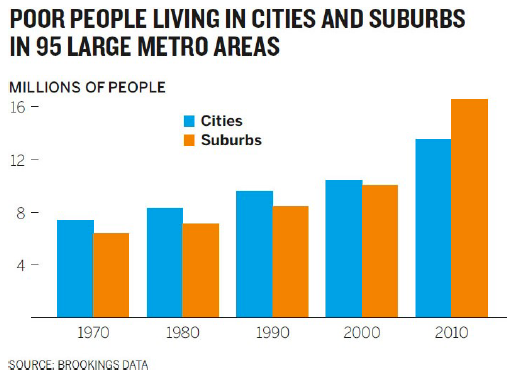 POOR PEOPLE LIVING IN CITIES AND SUBURBS
IN 95 LARGE METRO AREAS
MILLIONS OF PEOPLE
16
Cities
Suburbs
12
8
4
1970 1980 1990 2000 2010
SOURCE: BROOKINGS DATA